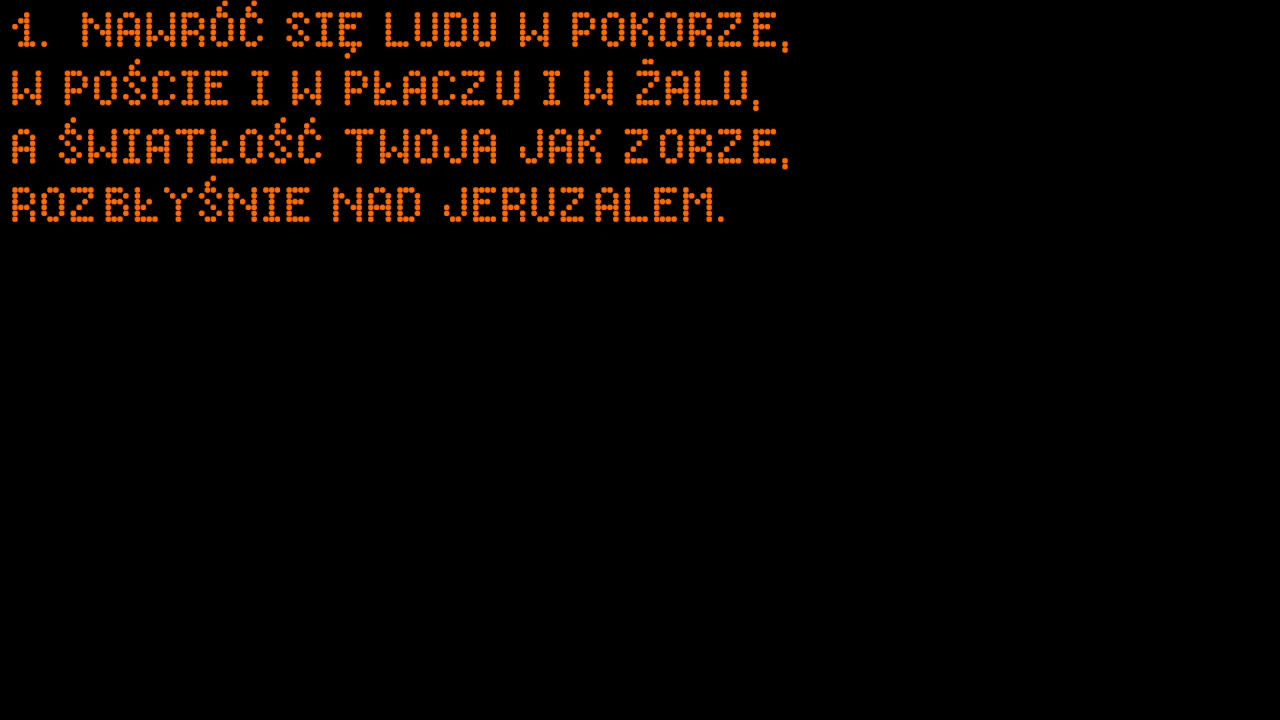 1. NAWRÓĆ SIĘ LUDU W POKORZE,
W POŚCIE I W PŁACZU I W ŻALU,
A ŚWIATŁOŚĆ TWOJA JAK ZORZE,
ROZBŁYŚNIE NAD JERUZALEM.